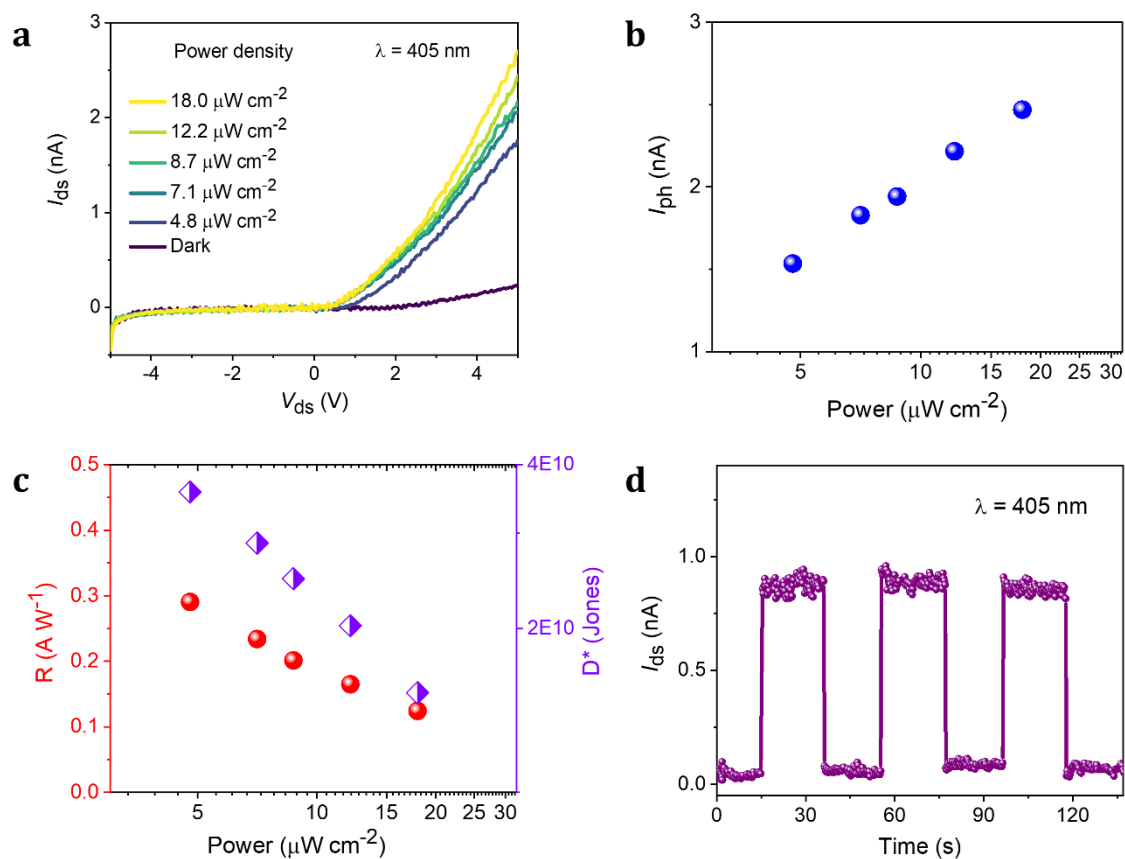 a
Power density
λ = 405 nm
18.0 μW cm-2
12.2 μW cm-2
8.7 μW cm-2
7.1 μW cm-2
4.8 μW cm-2
Dark
3
2
1
0
Ids (nA)
-4
-2
0
2
4
Vds (V)
b
3
2
1
Iph (nA)
5
10
15
20
25
30
Power (μW cm-2)
c
0.5
0.4
0.3
0.2
0.1
0.0
R (A W-1)
4E10
2E10
D* (Jones)
5
10
15
20
25
30
Power (μW cm-2)
d
λ = 405 nm
1.0
0.5
0.0
Ids (nA)
0
30
60
90
120
Time (s)